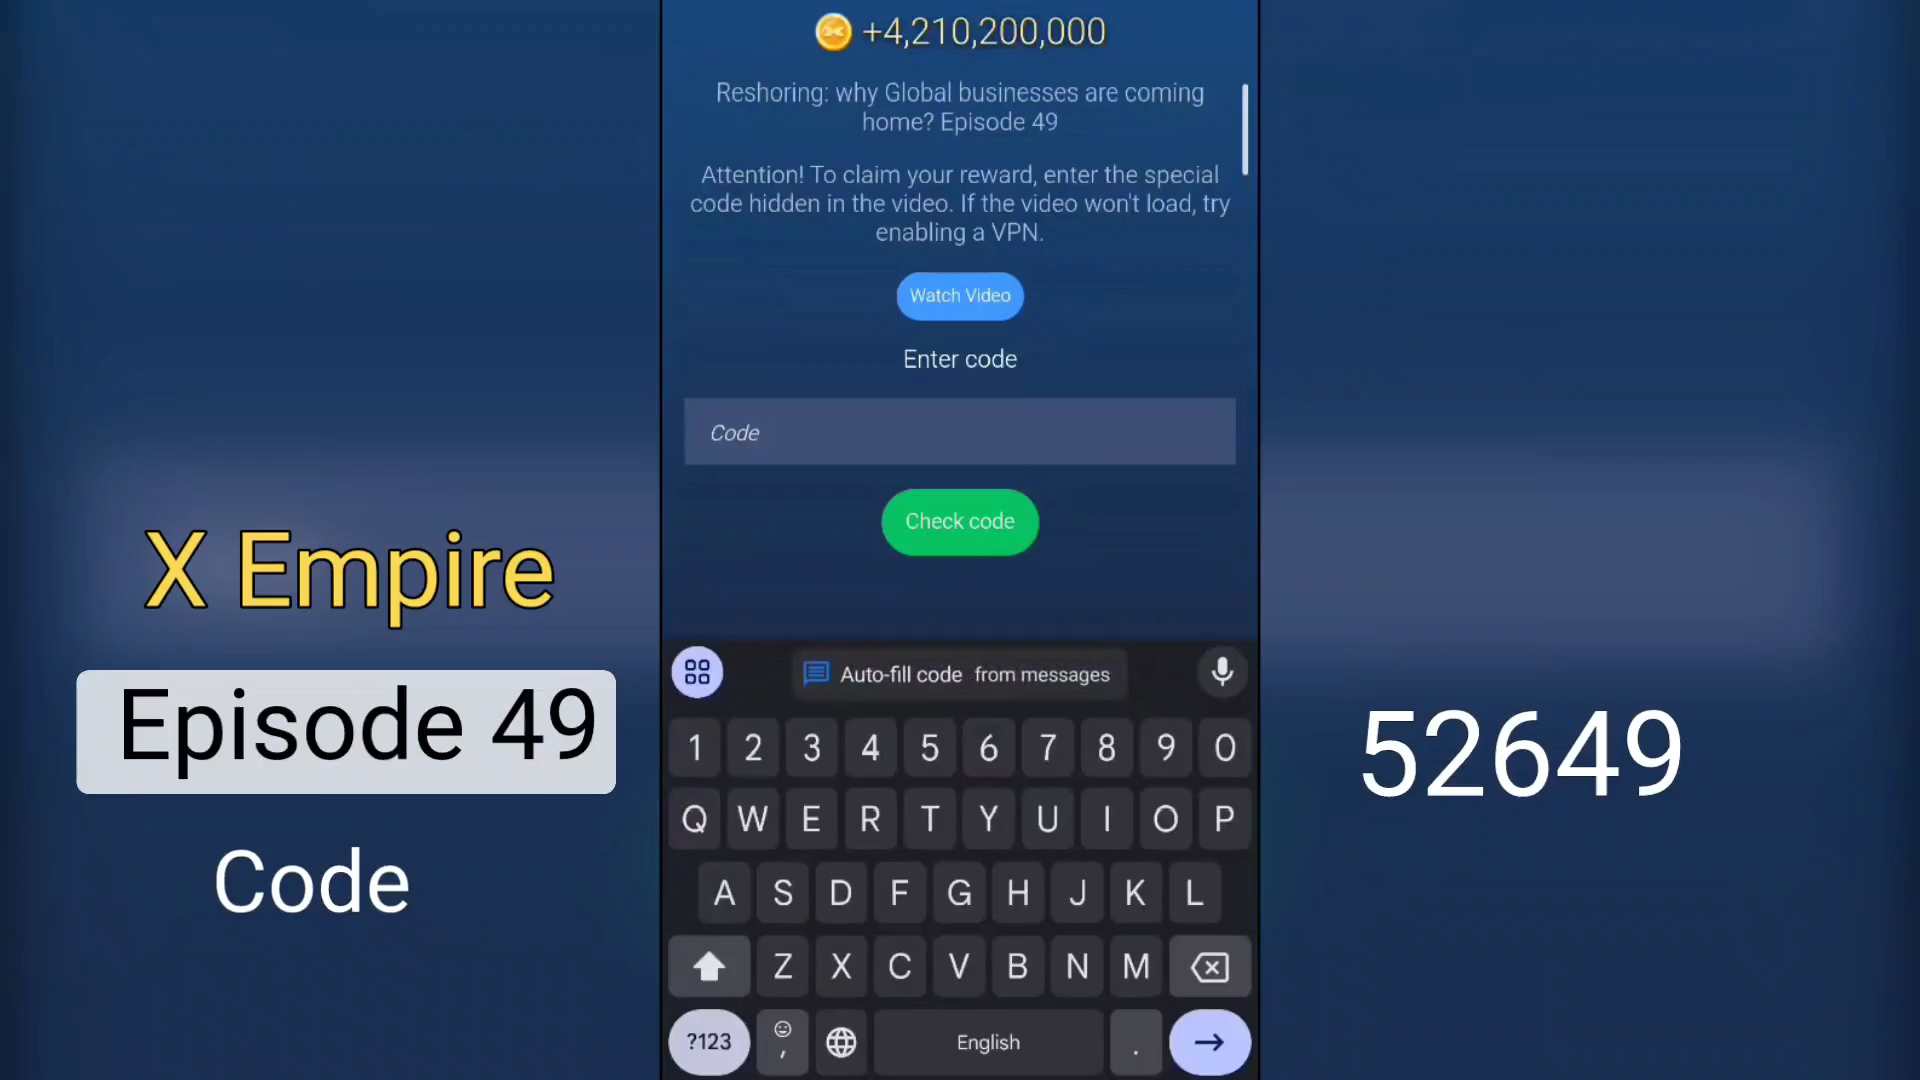 +4,210,200,000
Reshoring: why Global businesses are coming
home? Episode 49
Attention! To claim your reward, enter the special
code hidden in the video. If the video won't load, try
enabling a VPN.
Watch Video
Enter code
Code
Check code
X Empire
Episode 49
Code
52649
Auto-fill code from messages
1 2 3 4 5 6 7 8 9 0
Q W E R T Y U I O P
A S D F G H J K L
Z X C V B N M
?123 , English .